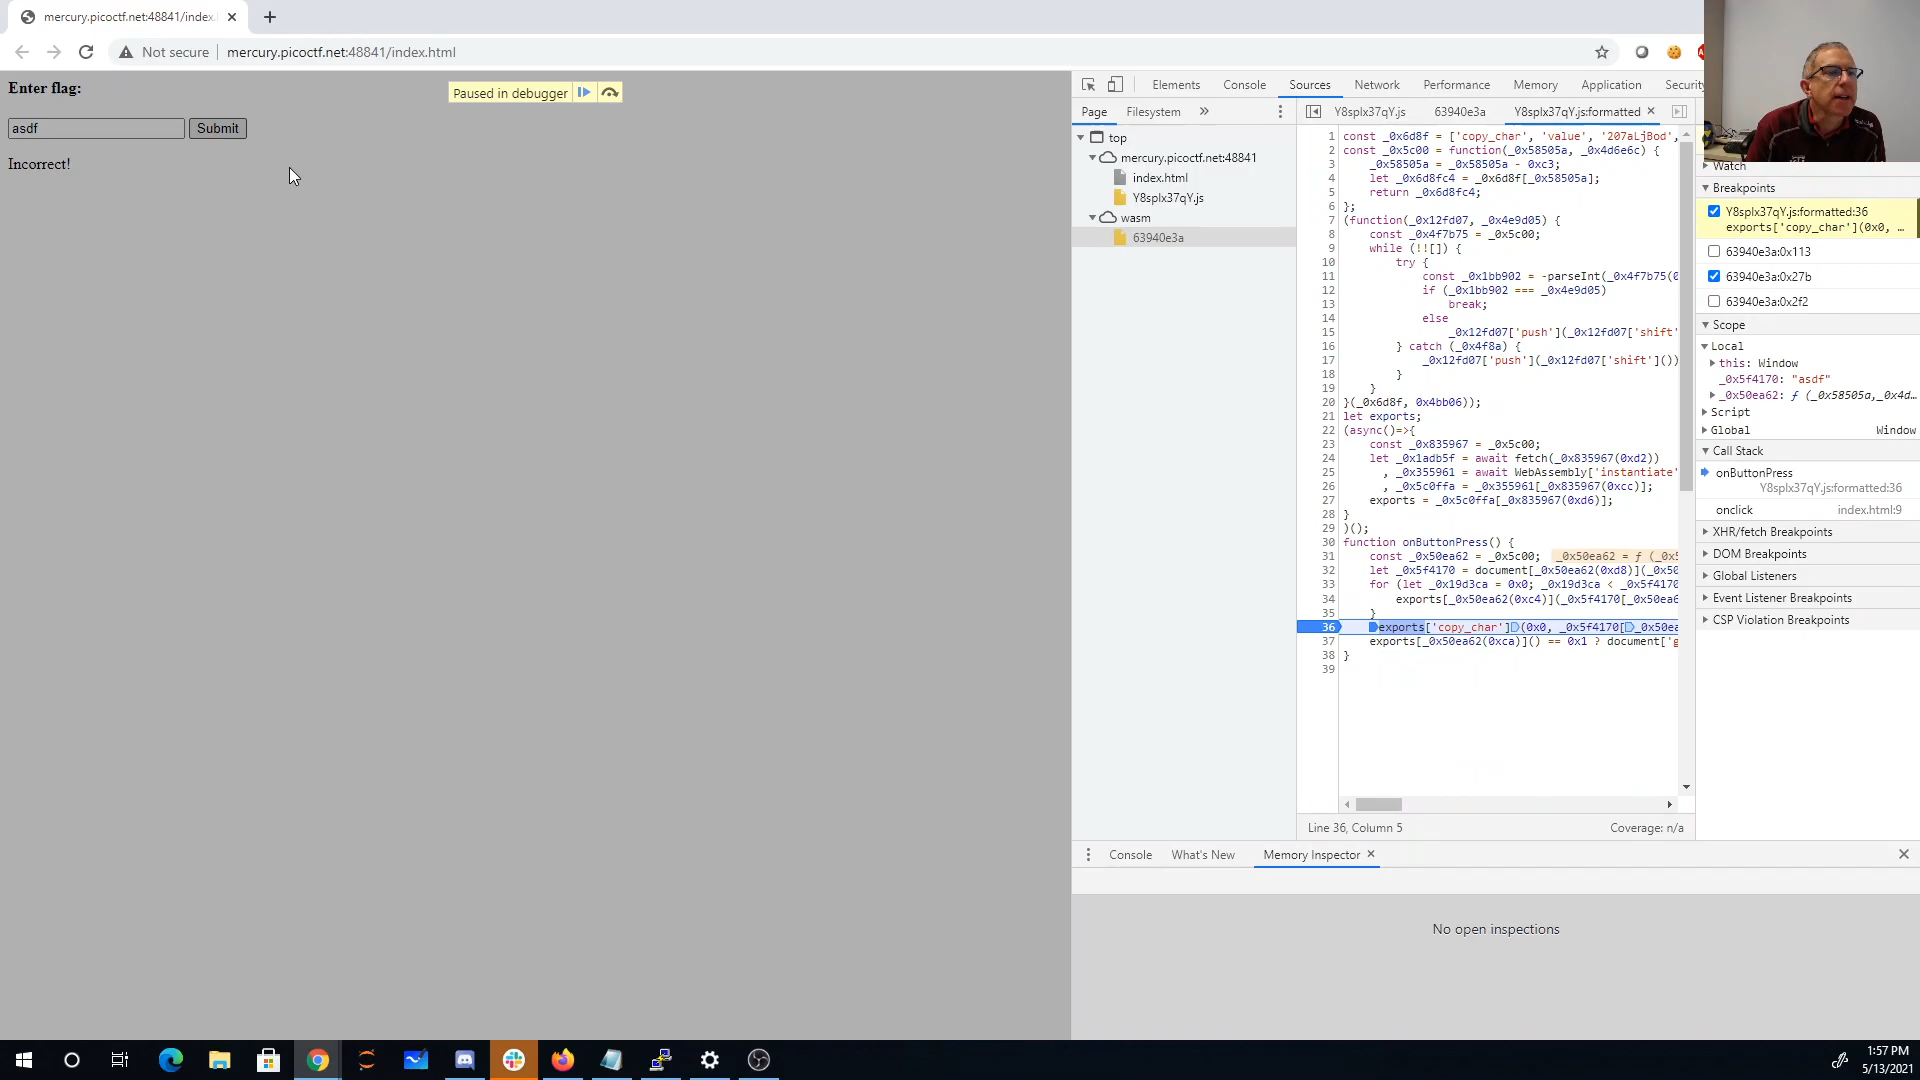 mercury.picoctf.net:48841/index.
Not secure
mercury.picoctf.net:48841/index.html
Enter flag:
Paused in debugger
asdf
Submit
Incorrect!
Elements
Console
Sources
Network
Performance
Memory
Application
Securit
Page
Filesystem
Y8splx37qY.js
63940e3a
Y8splx37qY.js:formatted
top
mercury.picoctf.net:48841
index.html
Y8splx37qY.js
wasm
63940e3a
1 const _0x6d8f = ['copy_char', 'value', '207aLjBod',
2 const _0x5c00 = function(_0x58505a, _0x4d6e6c) {
3 _0x58505a = _0x58505a - 0xc3;
4 let _0x6d8fc4 = _0x6d8f[_0x58505a];
5 return _0x6d8fc4;
6 };
7 (function(_0x12fd07, _0x4e9d05) {
8 const _0x4f7b75 = _0x5c00;
9 while (!![]) {
10 try {
11 const _0x1bb902 = -parseInt(_0x4f7b75(0
12 if (_0x1bb902 === _0x4e9d05)
13 break;
14 else
15 _0x12fd07['push'](_0x12fd07['shift'
16 } catch (_0x4f8a) {
17 _0x12fd07['push'](_0x12fd07['shift']())
18 }
19 }
20 }(_0x6d8f, 0x4bb06));
21 let exports;
22 (async()=>{
23 const _0x835967 = _0x5c00;
24 let _0x1adb5f = await fetch(_0x835967(0xd2))
25 , _0x355961 = await WebAssembly['instantiate'
26 , _0x5c0ffa = _0x355961[_0x835967(0xcc)];
27 exports = _0x5c0ffa[_0x835967(0xd6)];
28 }
29 )();
30 function onButtonPress() {
31 const _0x50ea62 = _0x5c00; _0x50ea62 = ƒ (_0x5
32 let _0x5f4170 = document[_0x50ea62(0xd8)](_0x50
33 for (let _0x19d3ca = 0x0; _0x19d3ca < _0x5f4170
34 exports[_0x50ea62(0xc4)](_0x5f4170[_0x50ea6
35 }
36 exports['copy_char'](0x0, _0x5f4170[_0x50ea
37 exports[_0x50ea62(0xca)]() == 0x1 ? document['g
38 }
39
Line 36, Column 5
Coverage: n/a
Watch
Breakpoints
Y8splx37qY.js:formatted:36
exports['copy_char'](0x0, …
63940e3a:0x113
63940e3a:0x27b
63940e3a:0x2f2
Scope
Local
this: Window
_0x5f4170: "asdf"
_0x50ea62: ƒ (_0x58505a,_0x4d…
Script
Global Window
Call Stack
onButtonPress
Y8splx37qY.js:formatted:36
onclick index.html:9
XHR/fetch Breakpoints
DOM Breakpoints
Global Listeners
Event Listener Breakpoints
CSP Violation Breakpoints
Console
What's New
Memory Inspector
No open inspections
1:57 PM
5/13/2021